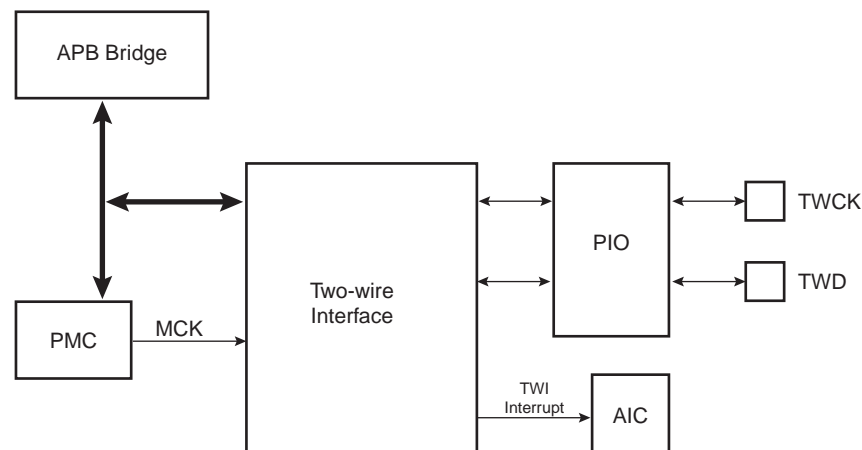 APB Bridge
TWCK
PIO
TWD
Two-wire
Interface
MCK
PMC
TWI
Interrupt
AIC